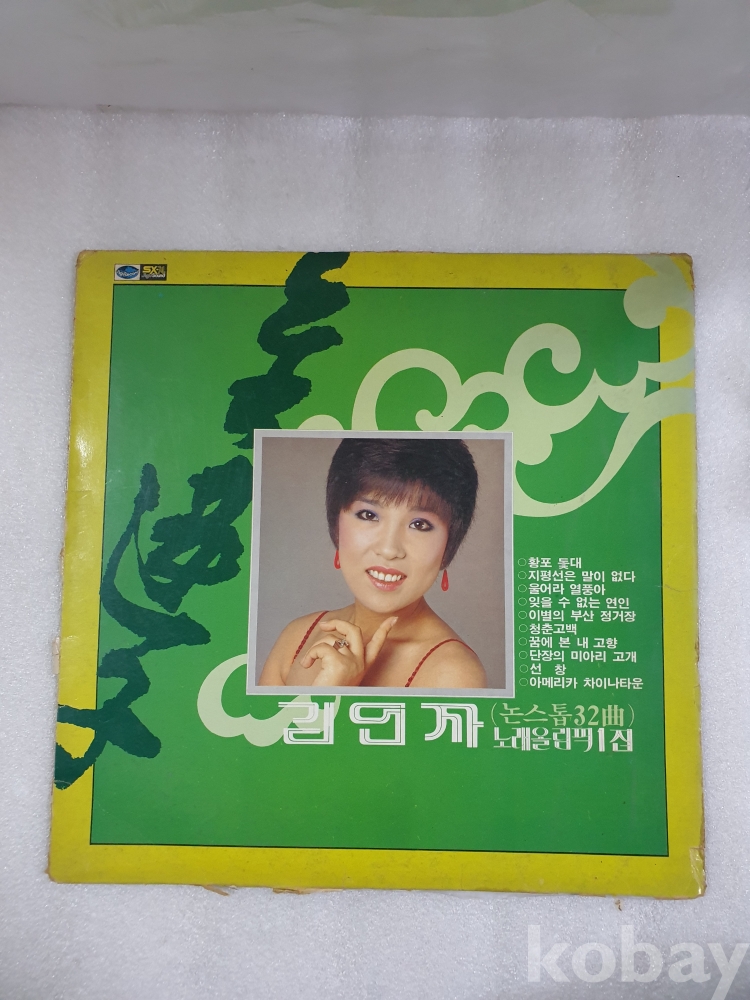 SX
○황포 돛대
○지평선은 말이 없다
○울어라 열풍아
○잊을 수 없는 연인
○이별의 부산 정거장
○청춘고백
○꿈에 본 내 고향
○단장의 미아리 고개
○선 창
○아메리카 차이나타운
김연자 (논스톱32曲)
노래올림픽1집
kobay